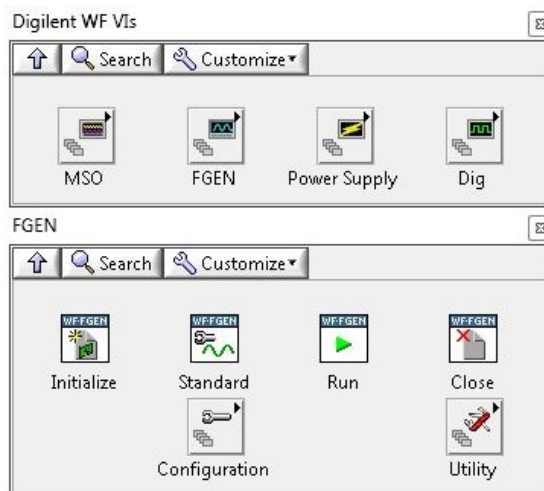 Digilent WF VIs
Search Customize
MSO FGEN Power Supply Dig
FGEN
Search Customize
WF-FGEN WF-FGEN WF-FGEN WF-FGEN
Initialize Standard Run Close
Configuration Utility